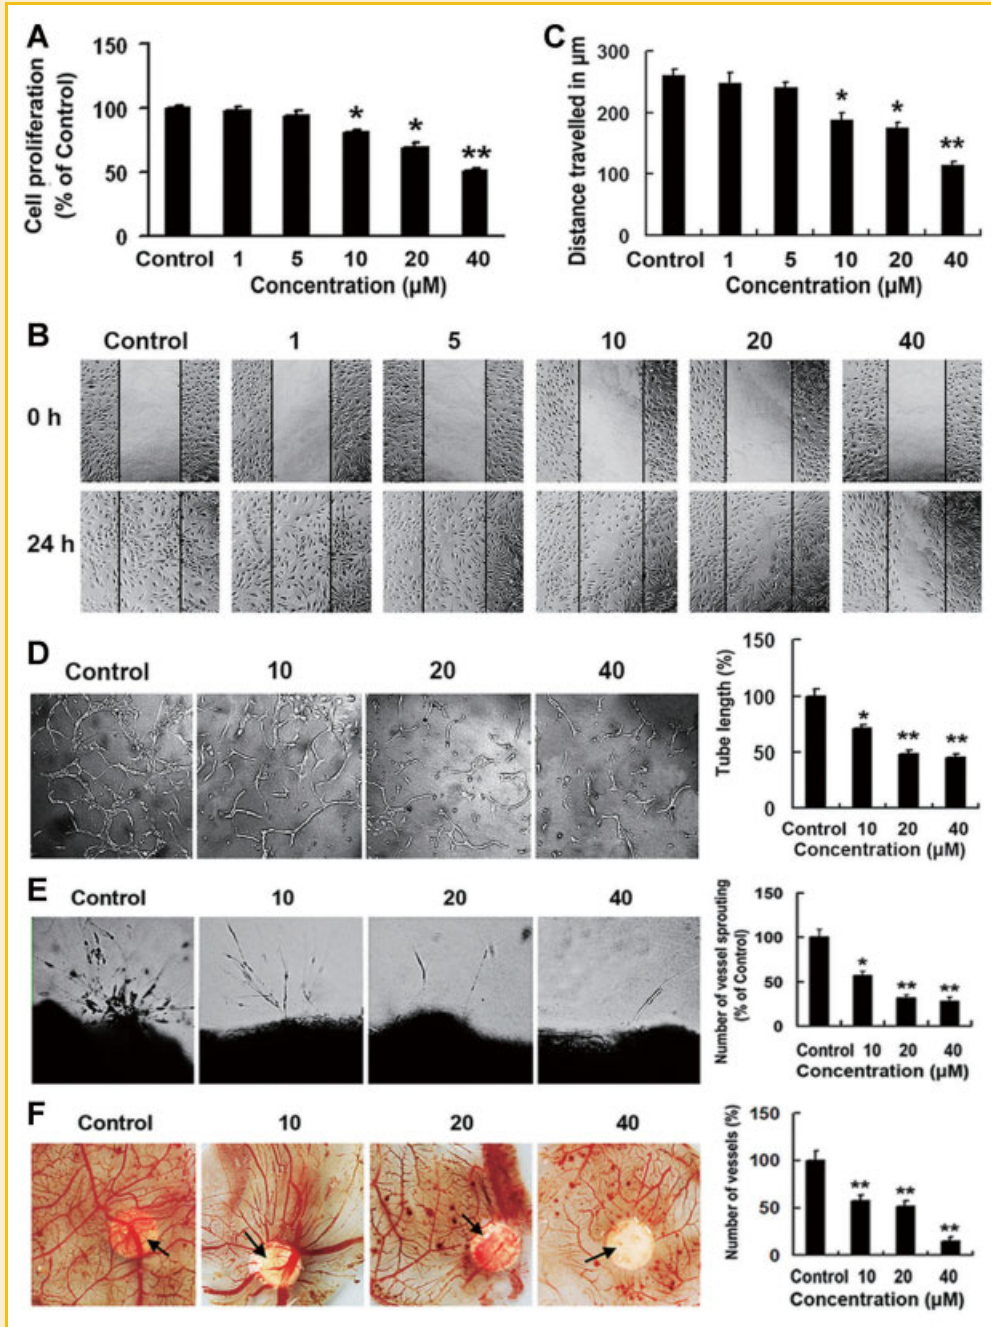 A
150
100
50
0
Cell proliferation
(% of Control)
*
*
**
Control 1 5 10 20 40
Concentration (µM)
C
300
200
100
0
Distance travelled in µm
*
*
**
Control 1 5 10 20 40
Concentration (µM)
B
Control 1 5 10 20 40
0 h
24 h
D
Control 10 20 40
150
100
50
0
Tube length (%)
*
**
**
Control 10 20 40
Concentration (µM)
E
Control 10 20 40
150
100
50
0
Number of vessel sprouting
(% of Control)
*
**
**
Control 10 20 40
Concentration (µM)
F
Control 10 20 40
150
100
50
0
Number of vessels (%)
**
**
**
Control 10 20 40
Concentration (µM)